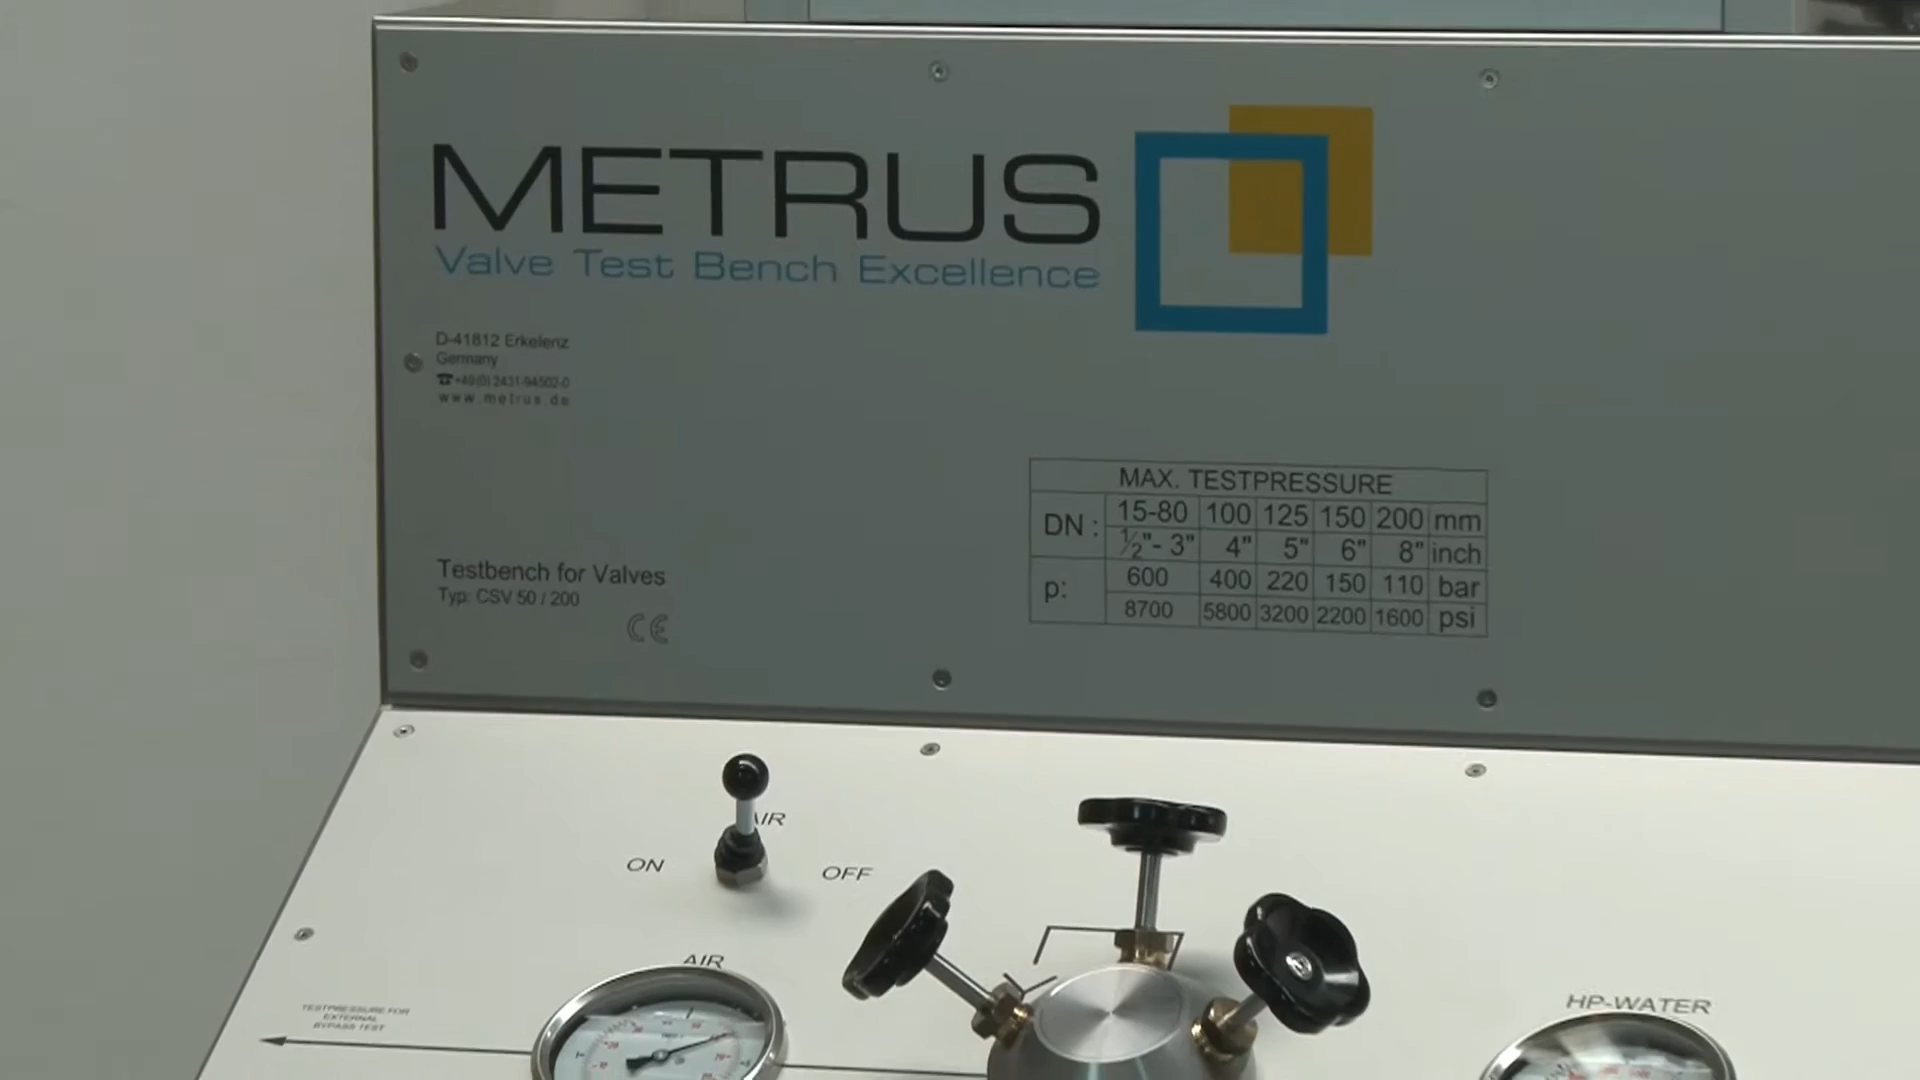 METRUS
Valve Test Bench Excellence
D-41812 Erkelenz
Germany
☎+49(0) 2431-94502-0
www.metrus.de
MAX. TESTPRESSURE
DN : 15-80 100 125 150 200 mm
½"- 3" 4" 5" 6" 8" inch
p: 600 400 220 150 110 bar
8700 5800 3200 2200 1600 psi
Testbench for Valves
Typ: CSV 50 / 200
CE
AIR
ON OFF
AIR
TESTPRESSURE FOR
EXTERNAL
BYPASS TEST
HP-WATER